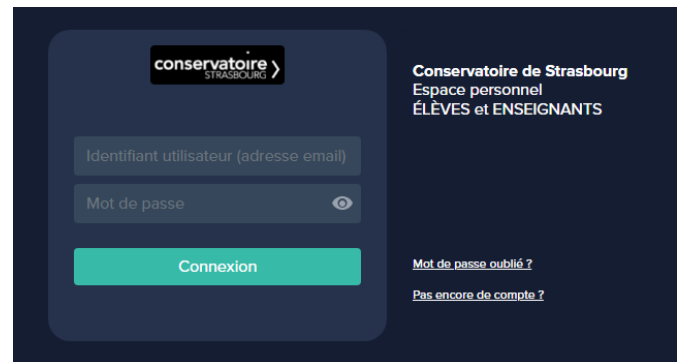 conservatoire
STRASBOURG
Conservatoire de Strasbourg
Espace personnel
ÉLÈVES et ENSEIGNANTS
Identifiant utilisateur (adresse email)
Mot de passe
Connexion
Mot de passe oublié ?
Pas encore de compte ?